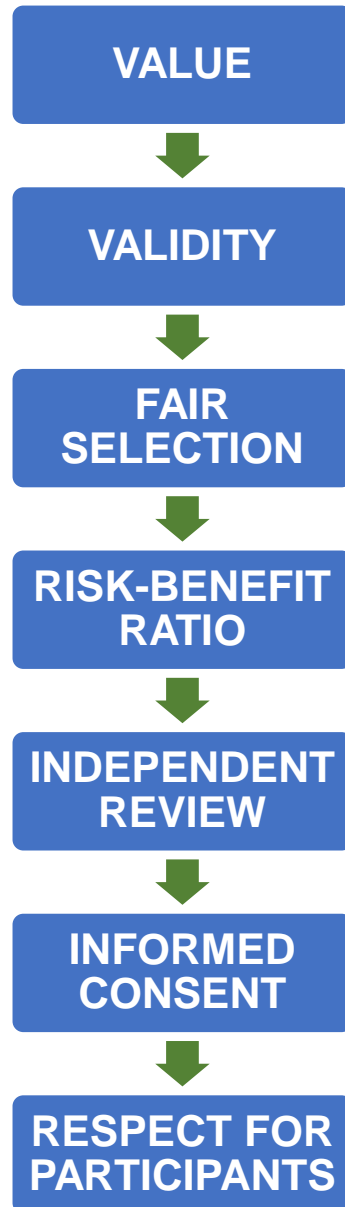 VALUE
VALIDITY
FAIR
SELECTION
RISK-BENEFIT
RATIO
INDEPENDENT
REVIEW
INFORMED
CONSENT
RESPECT FOR
PARTICIPANTS